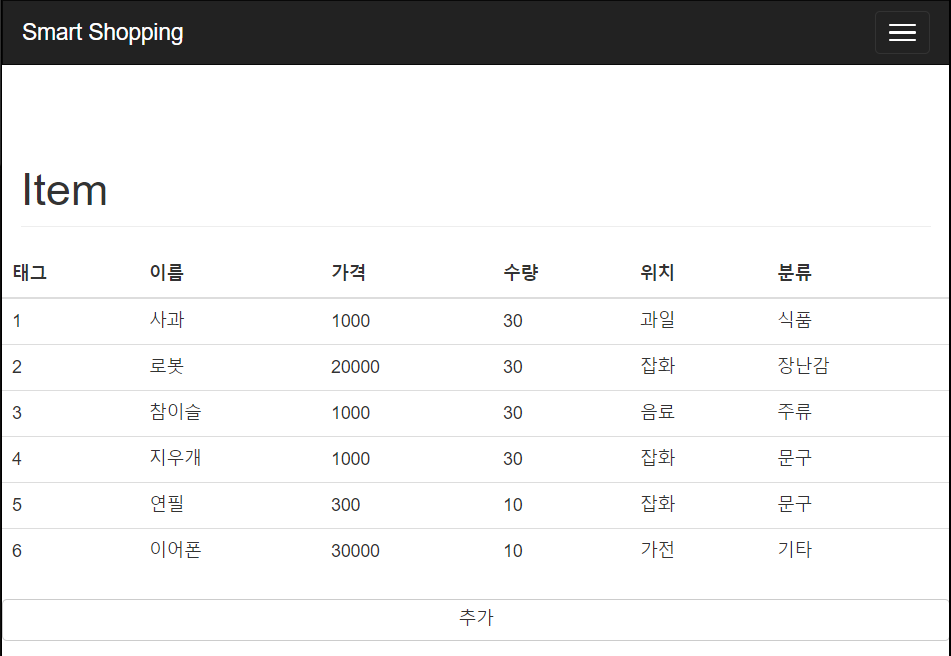 Smart Shopping
Item
태그 이름 가격 수량 위치 분류
1 사과 1000 30 과일 식품
2 로봇 20000 30 잡화 장난감
3 참이슬 1000 30 음료 주류
4 지우개 1000 30 잡화 문구
5 연필 300 10 잡화 문구
6 이어폰 30000 10 가전 기타
추가